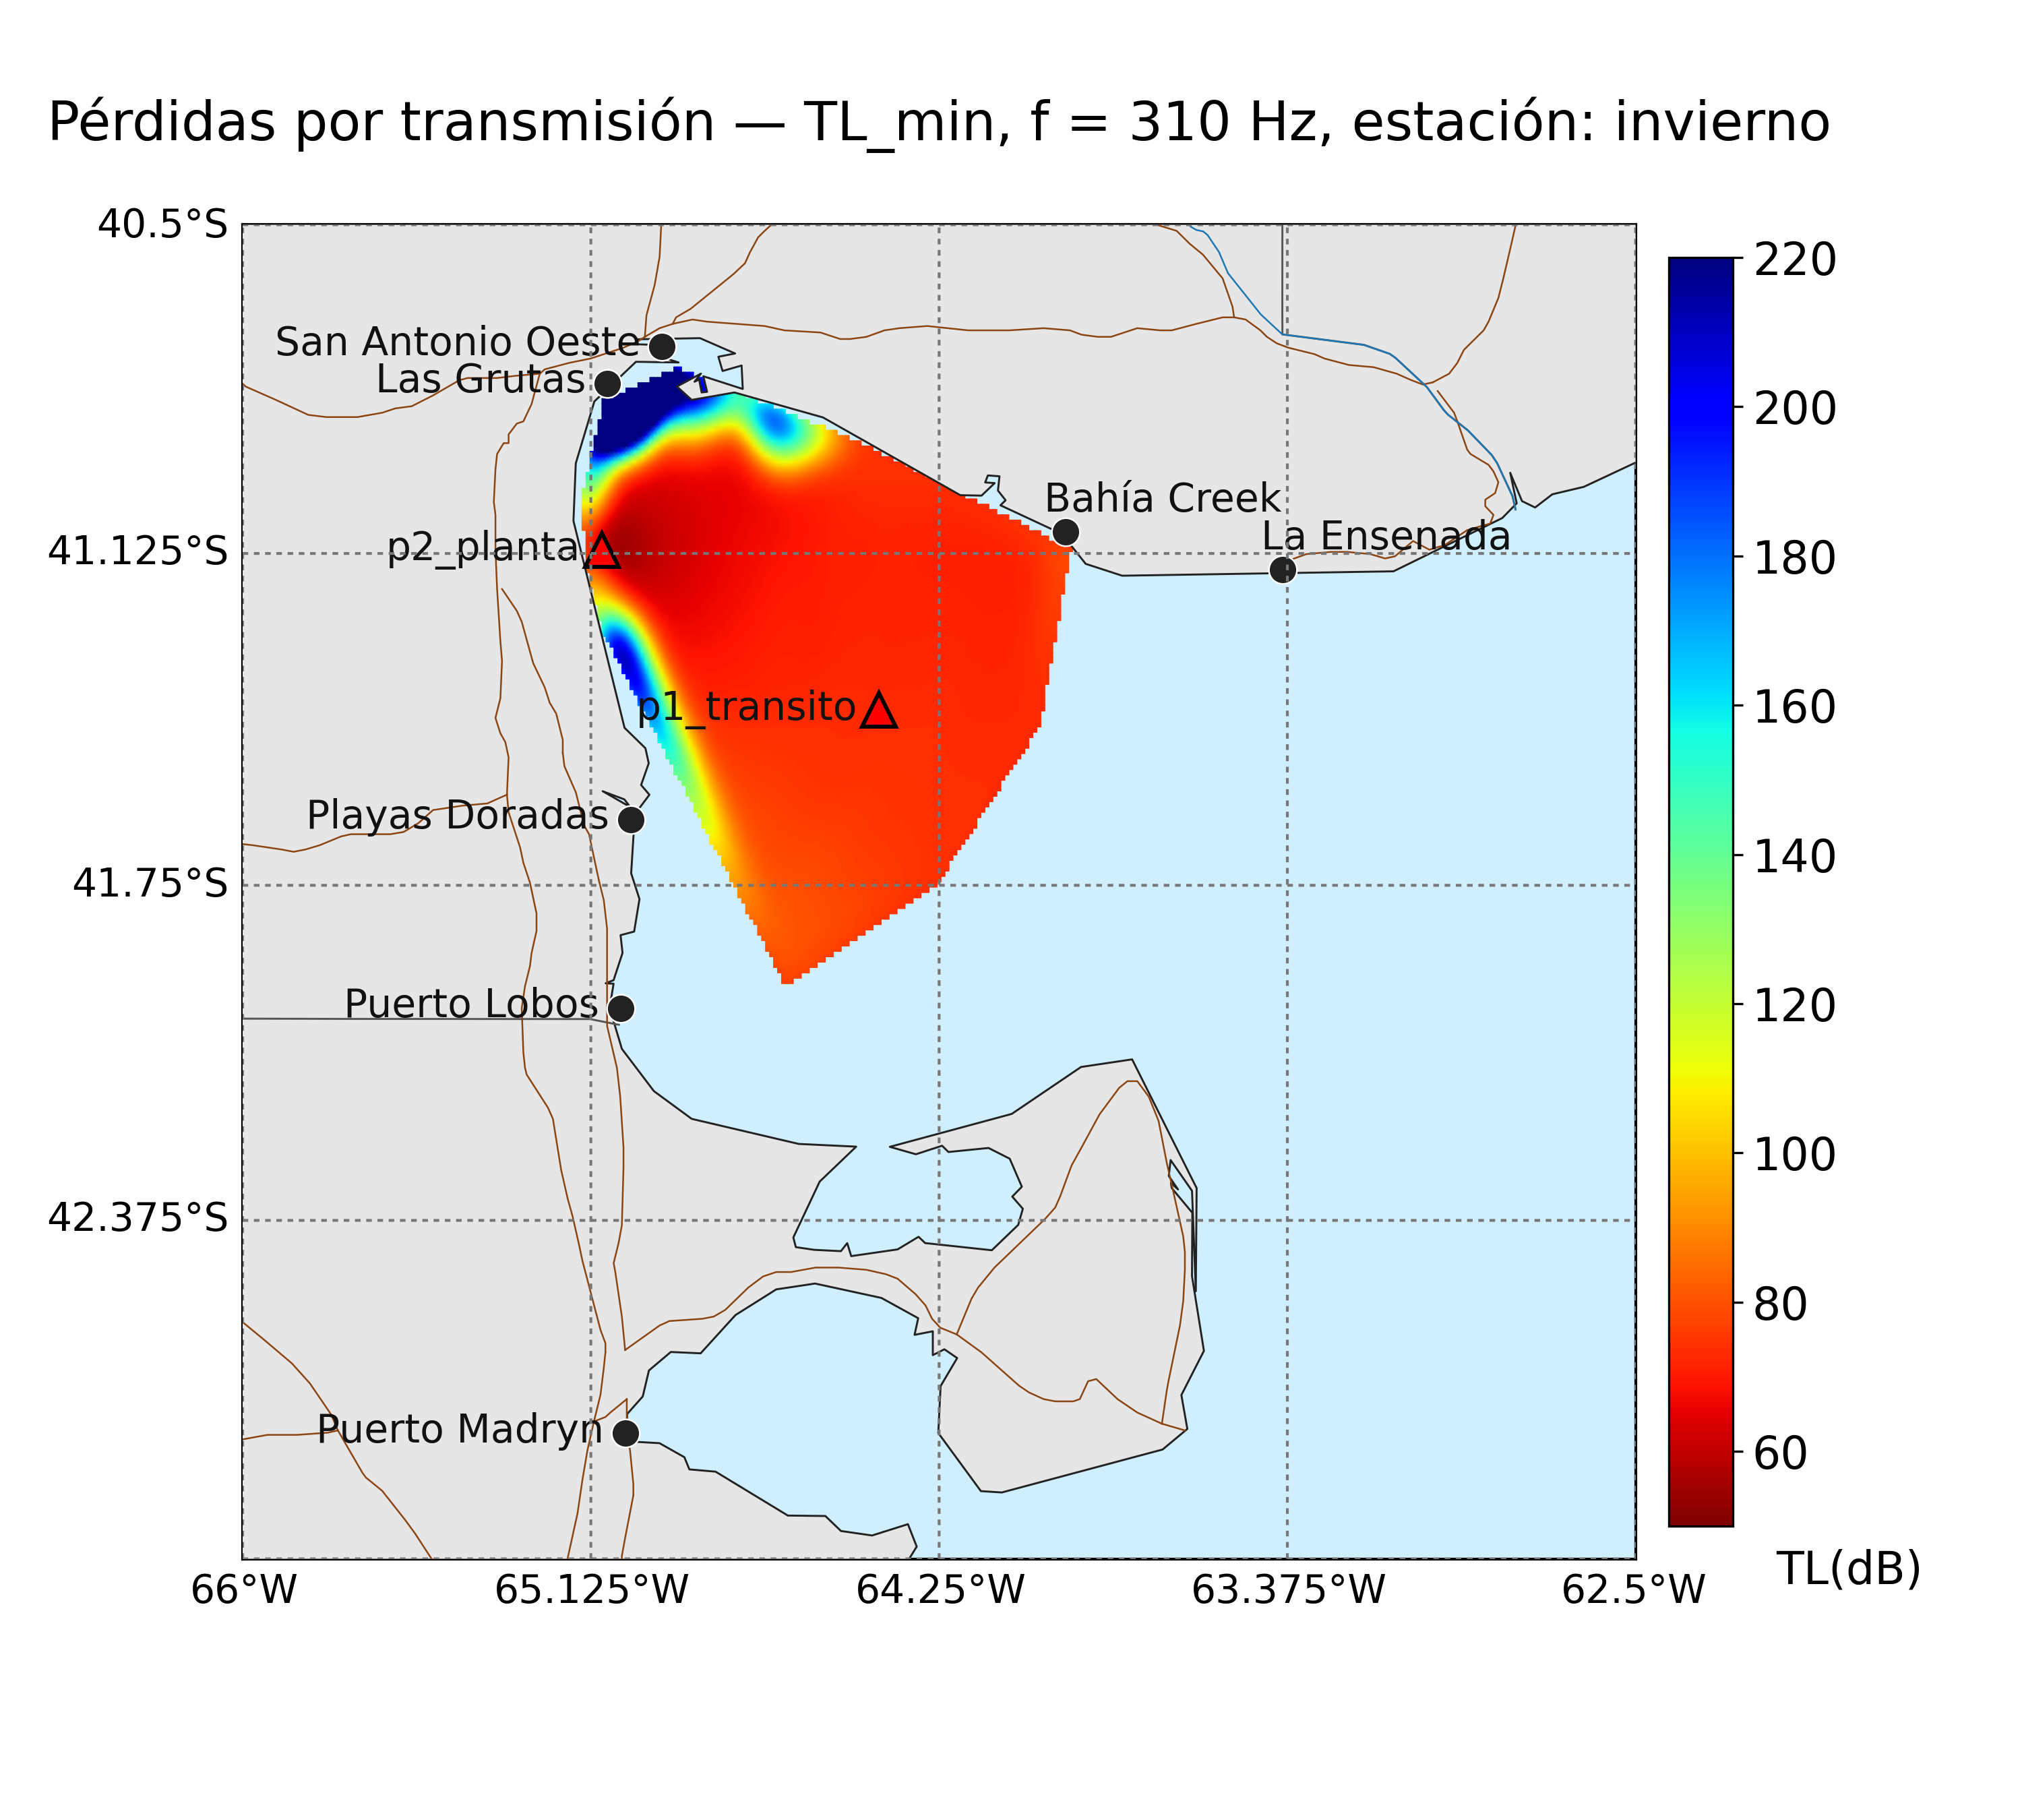 Pérdidas por transmisión — TL_min, f = 310 Hz, estación: invierno
40.5°S
220
San Antonio Oeste
Las Grutas
200
Bahía Creek
La Ensenada
p2_planta
41.125°S
180
p1_transito
160
Playas Doradas
140
41.75°S
Puerto Lobos
120
100
42.375°S
80
Puerto Madryn
60
TL(dB)
66°W
65.125°W
64.25°W
63.375°W
62.5°W